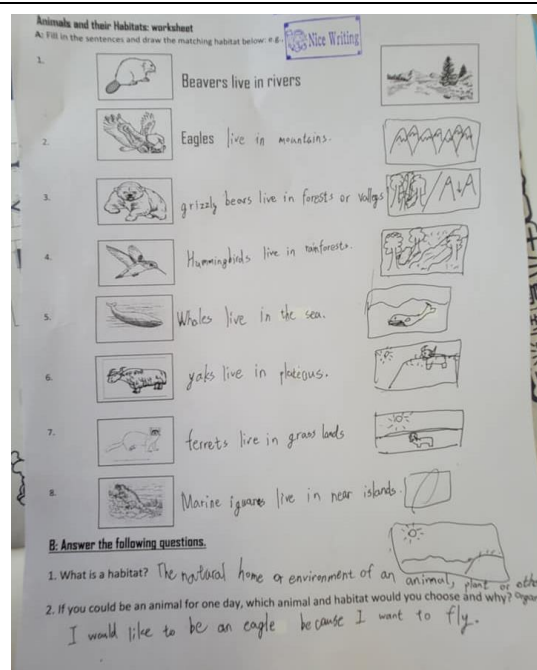 Animals and their Habitats: worksheet
A: Fill in the sentences and draw the matching habitat below: e.g.
Nice Writing
1.
Beavers live in rivers
2.
Eagles live in mountains.
3.
grizzly bears live in forests or valleys
4.
Hummingbirds live in rainforests.
5.
Whales live in the sea.
6.
yaks live in plateous.
7.
ferrets live in grass lands
8.
Marine iguanas live in near islands.
B: Answer the following questions.
1. What is a habitat? The natural home or environment of an animal, plant or othe
2. If you could be an animal for one day, which animal and habitat would you choose and why?
I would like to be an eagle because I want to fly.